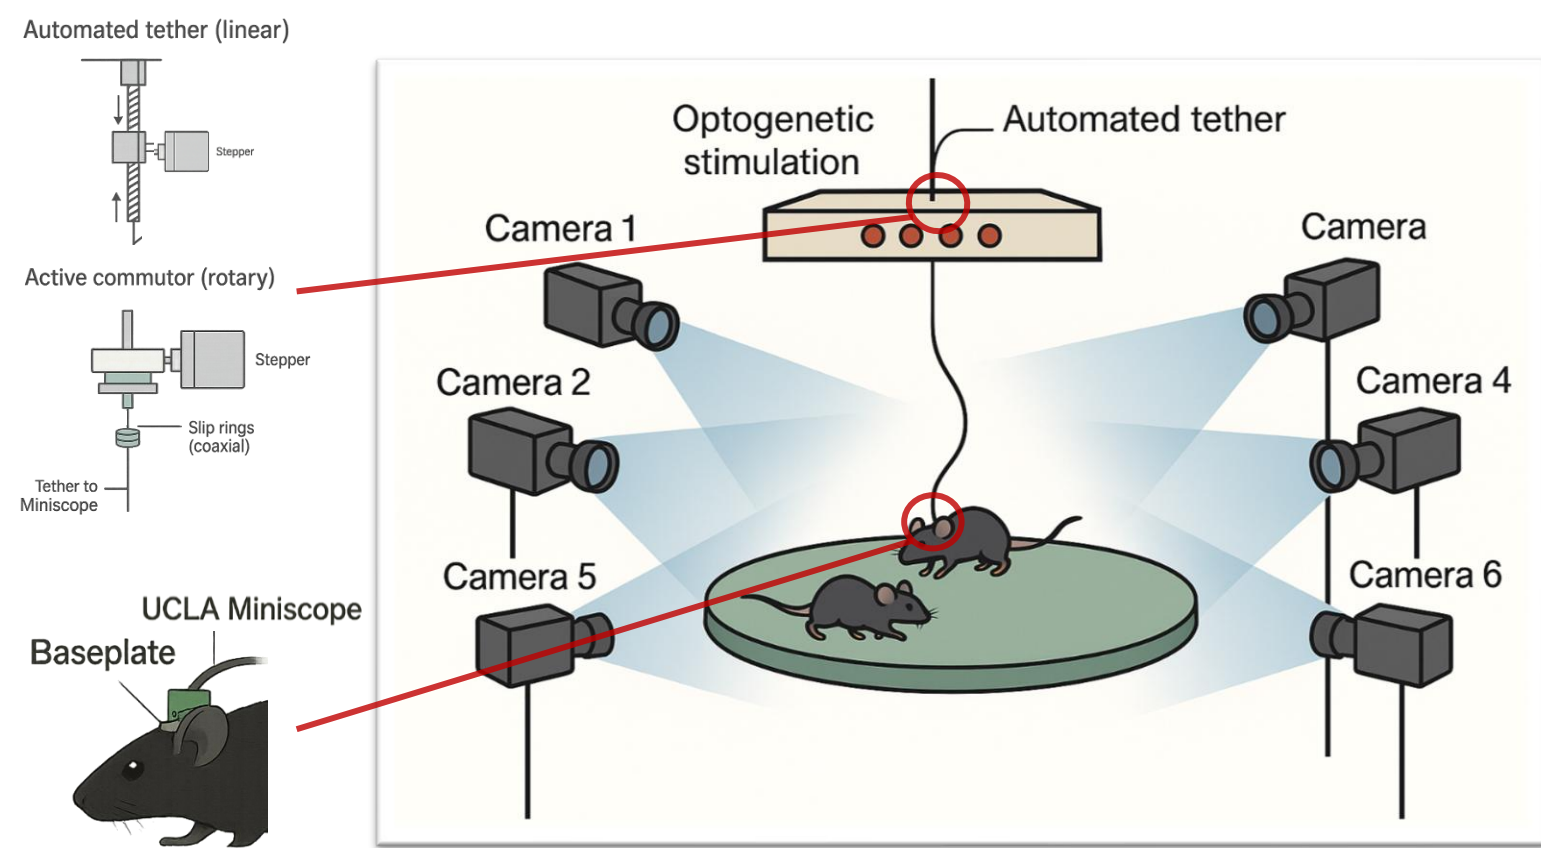 Automated tether (linear)
Stepper
Active commutor (rotary)
Stepper
Slip rings
(coaxial)
Tether to
Miniscope
UCLA Miniscope
Baseplate
Optogenetic
stimulation
Automated tether
Camera 1
Camera
Camera 2
Camera 4
Camera 5
Camera 6